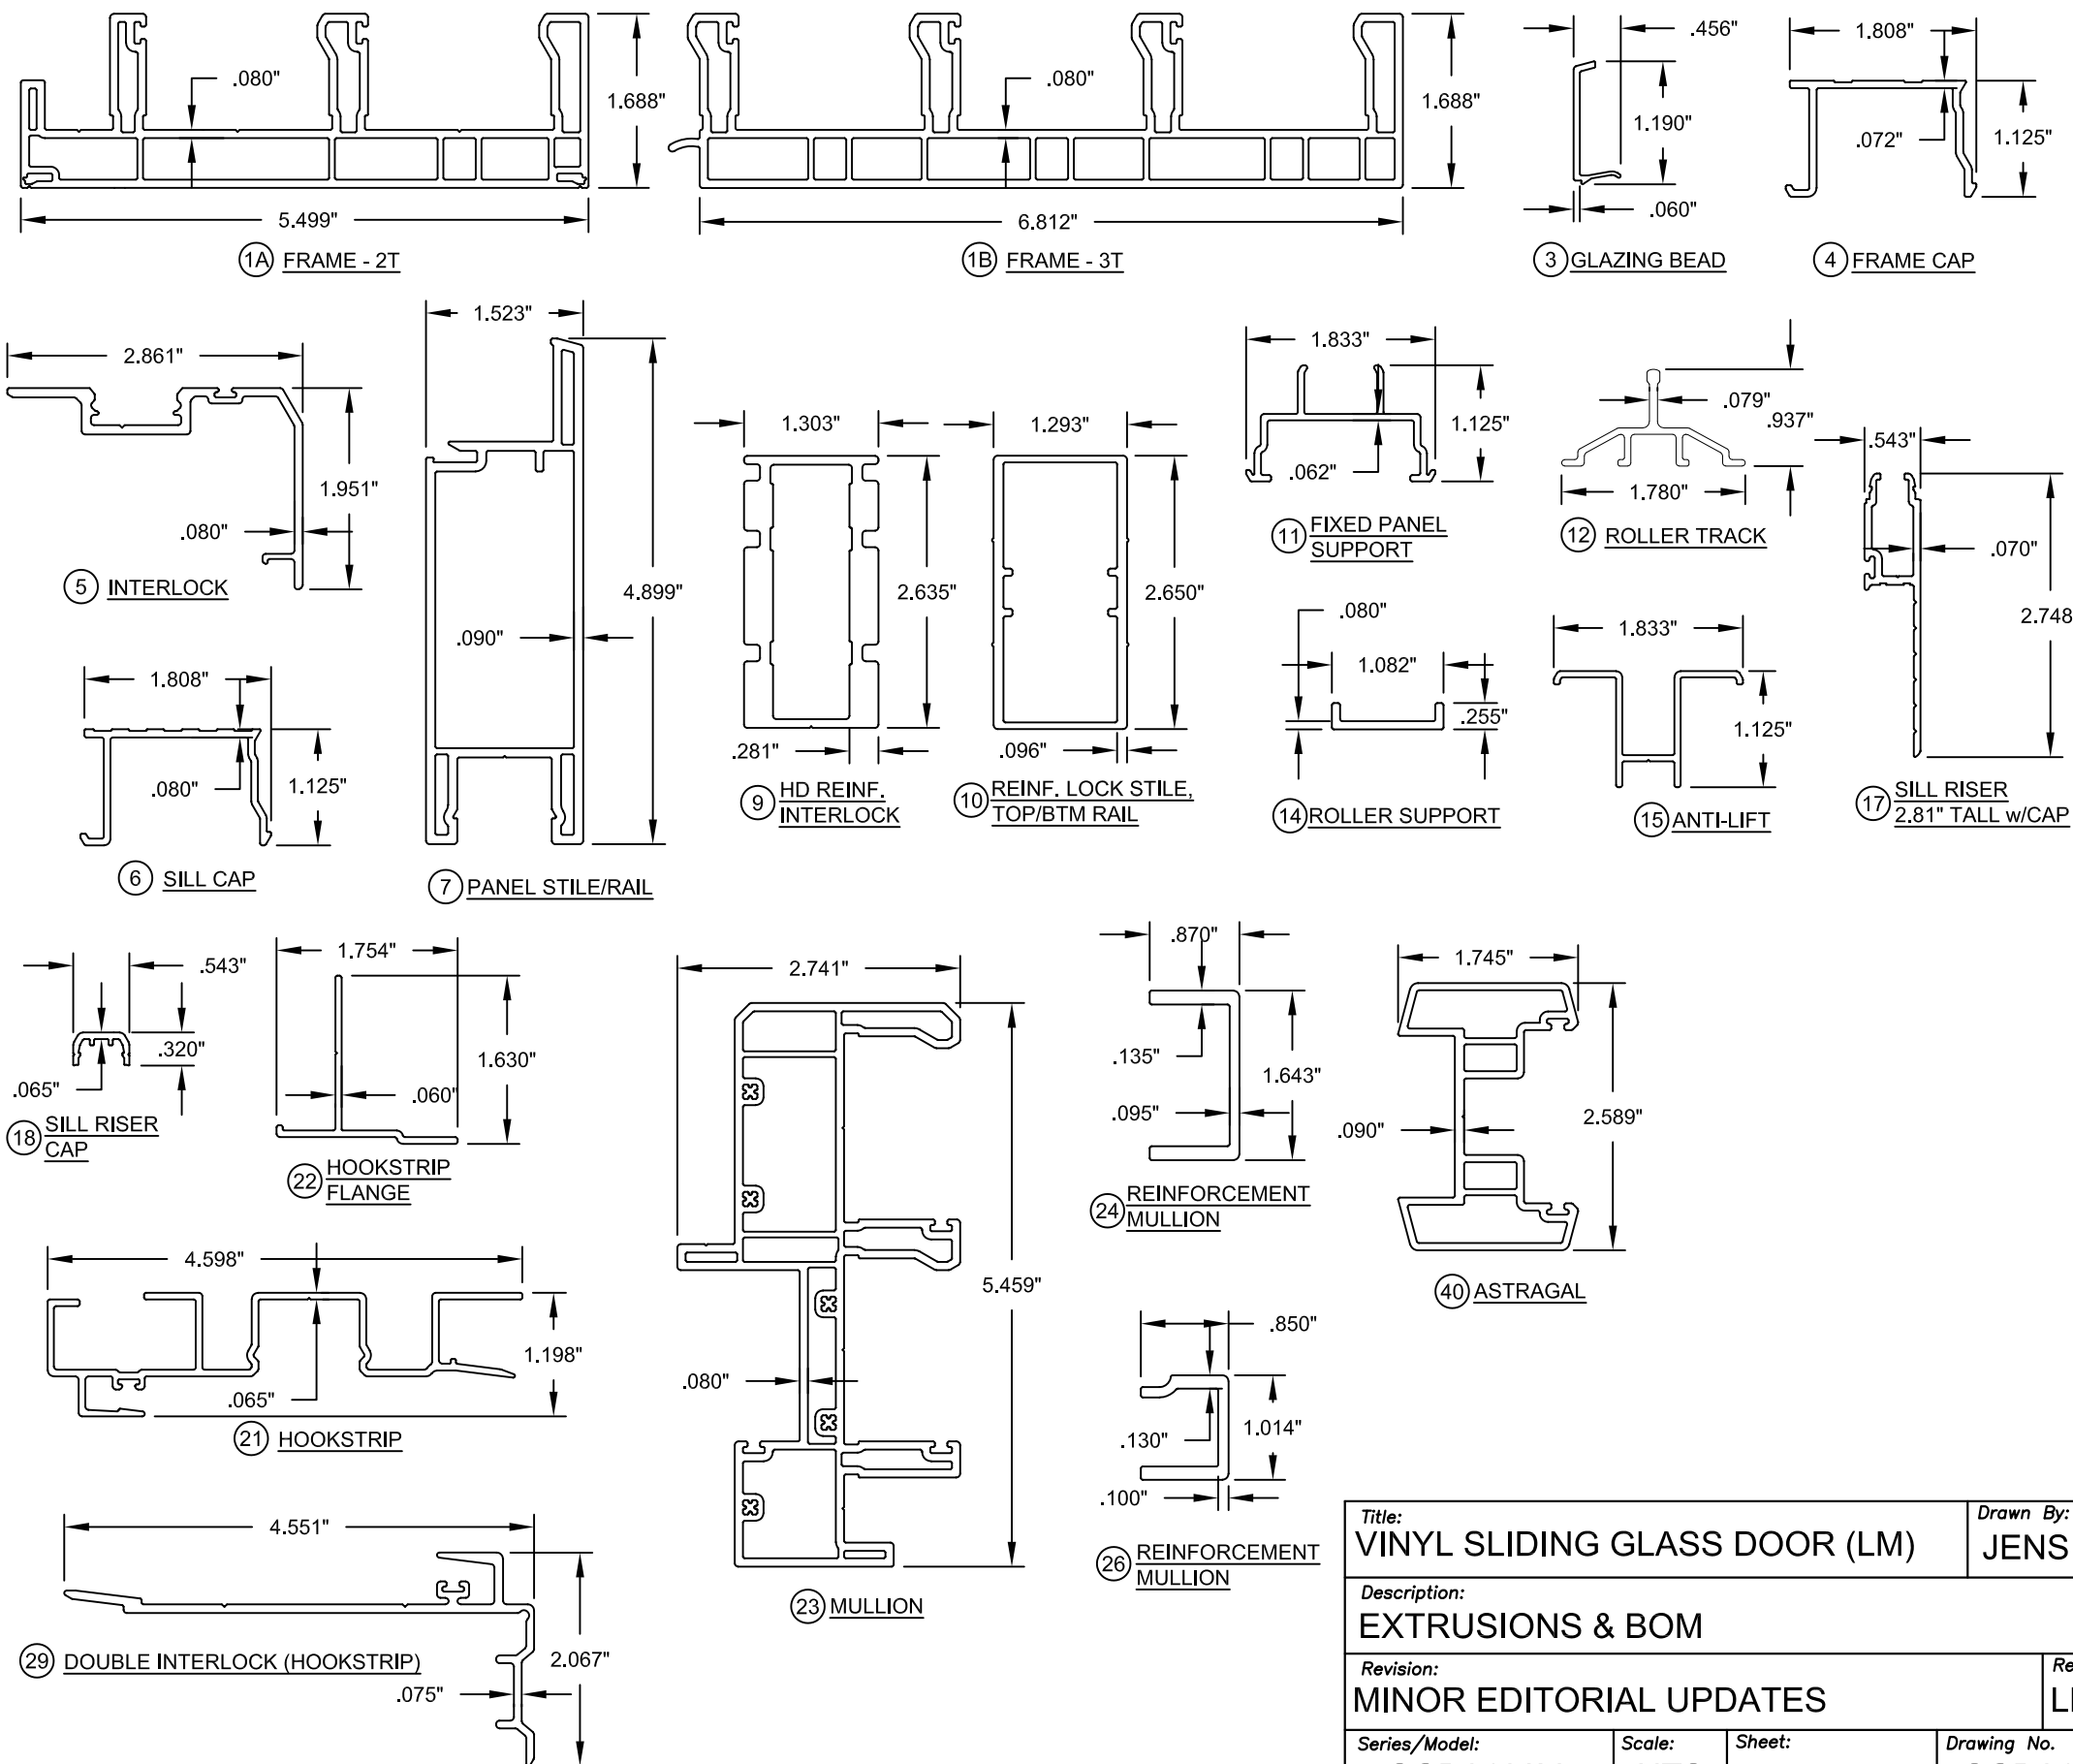 .080"
1.688"
5.499"
1A FRAME - 2T
.080"
1.688"
6.812"
1B FRAME - 3T
.456"
1.190"
.060"
3 GLAZING BEAD
1.808"
.072"
1.125"
4 FRAME CAP
2.861"
1.951"
.080"
5 INTERLOCK
1.523"
4.899"
.090"
7 PANEL STILE/RAIL
1.303"
2.635"
.281"
9 HD REINF.
INTERLOCK
1.293"
2.650"
.096"
10 REINF. LOCK STILE,
TOP/BTM RAIL
1.833"
1.125"
.062"
11 FIXED PANEL
SUPPORT
.079"
.937"
1.780"
12 ROLLER TRACK
.543"
.070"
2.748
17 SILL RISER
2.81" TALL w/CAP
.080"
1.082"
.255"
14 ROLLER SUPPORT
1.833"
1.125"
15 ANTI-LIFT
1.808"
.080"
1.125"
6 SILL CAP
.543"
.320"
.065"
18 SILL RISER
CAP
1.754"
1.630"
.060"
22 HOOKSTRIP
FLANGE
2.741"
5.459"
.080"
23 MULLION
.870"
.135"
1.643"
.095"
24 REINFORCEMENT
MULLION
1.745"
2.589"
.090"
40 ASTRAGAL
4.598"
1.198"
.065"
21 HOOKSTRIP
.850"
.130"
1.014"
.100"
26 REINFORCEMENT
MULLION
4.551"
2.067"
.075"
29 DOUBLE INTERLOCK (HOOKSTRIP)
Title:
VINYL SLIDING GLASS DOOR (LM)
Drawn By:
JENS
Description:
EXTRUSIONS & BOM
Revision:
MINOR EDITORIAL UPDATES
Series/Model:
Scale:
Sheet:
Drawing No.